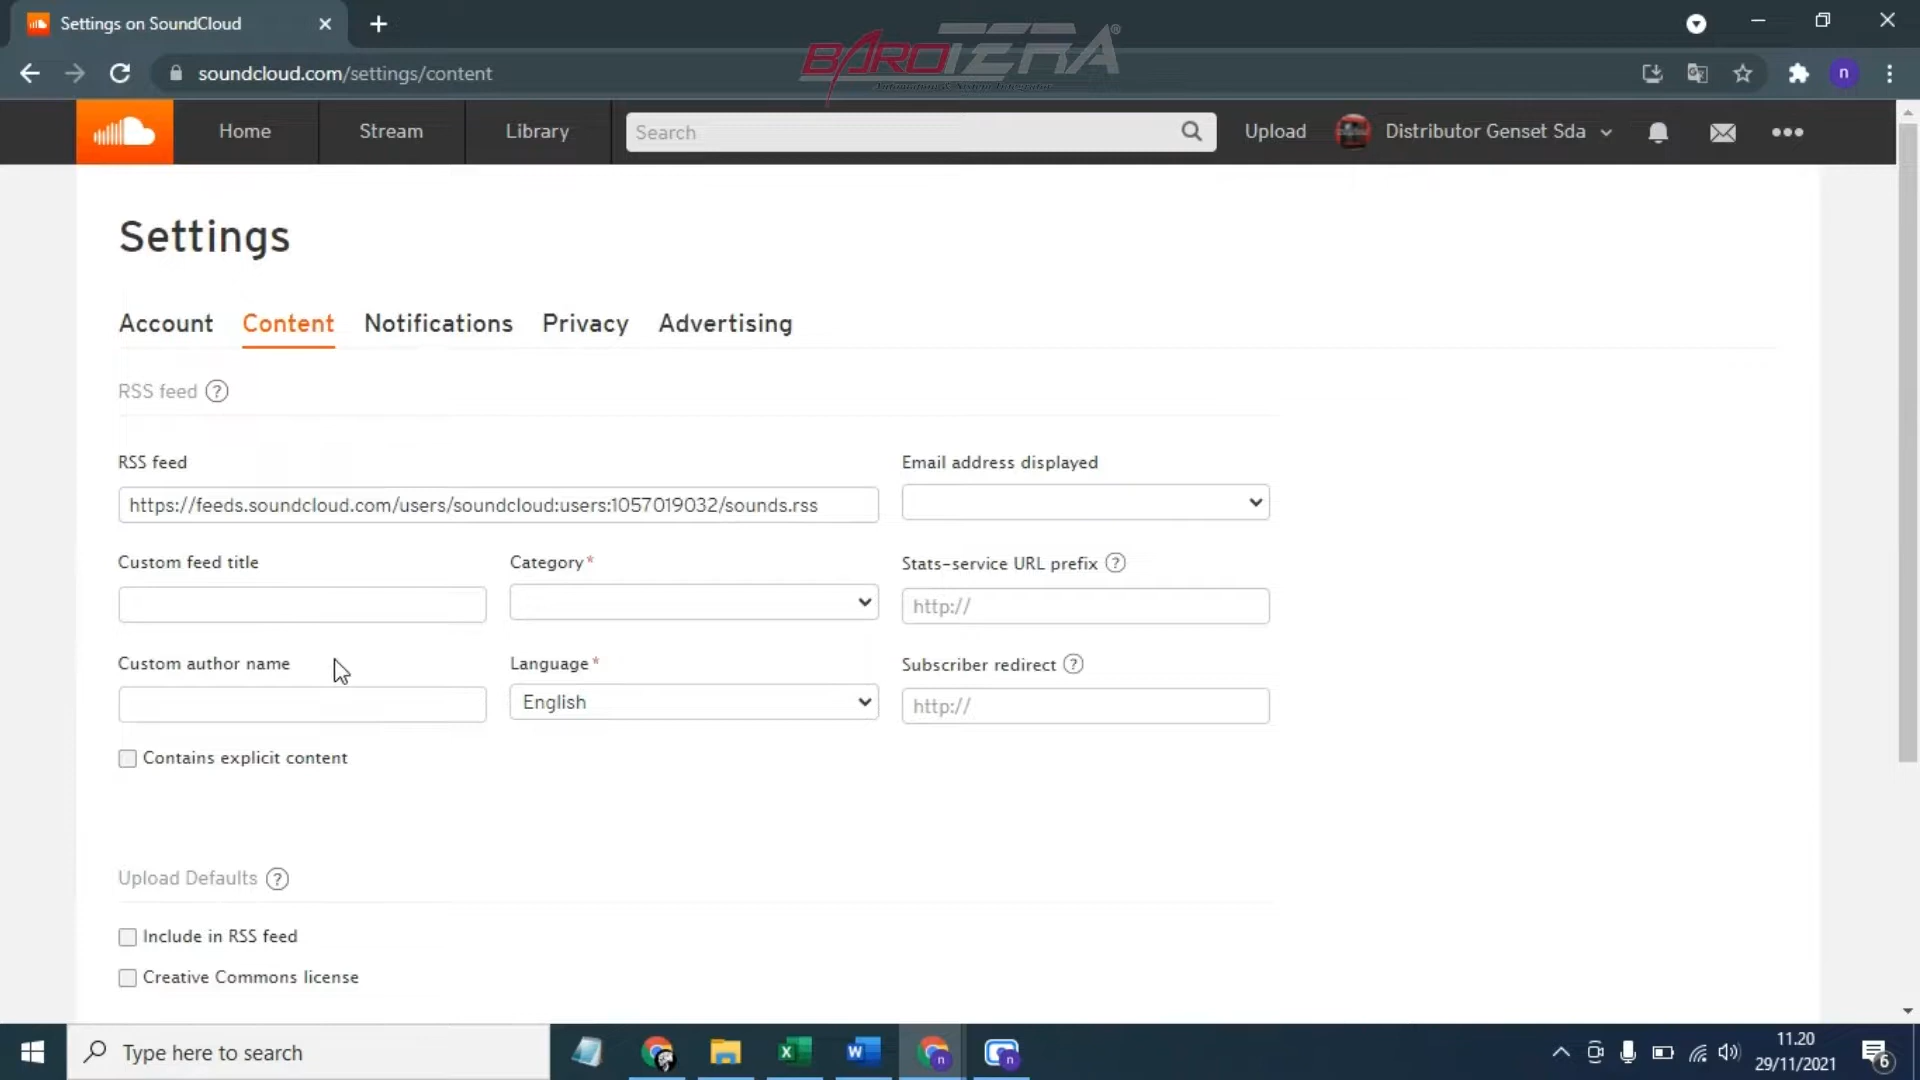 Settings on SoundCloud
soundcloud.com/settings/content
n
BAROTERA®
Home
Stream
Library
Search
Upload
Distributor Genset Sda
Settings
Account
Content
Notifications
Privacy
Advertising
RSS feed ?
RSS feed
Email address displayed
https://feeds.soundcloud.com/users/soundcloud:users:1057019032/sounds.rss
Custom feed title
Category*
Stats-service URL prefix ?
http://
Custom author name
Language*
Subscriber redirect ?
English
http://
Contains explicit content
Upload Defaults ?
Include in RSS feed
Creative Commons license
Type here to search
n
n
11.20
29/11/2021
6